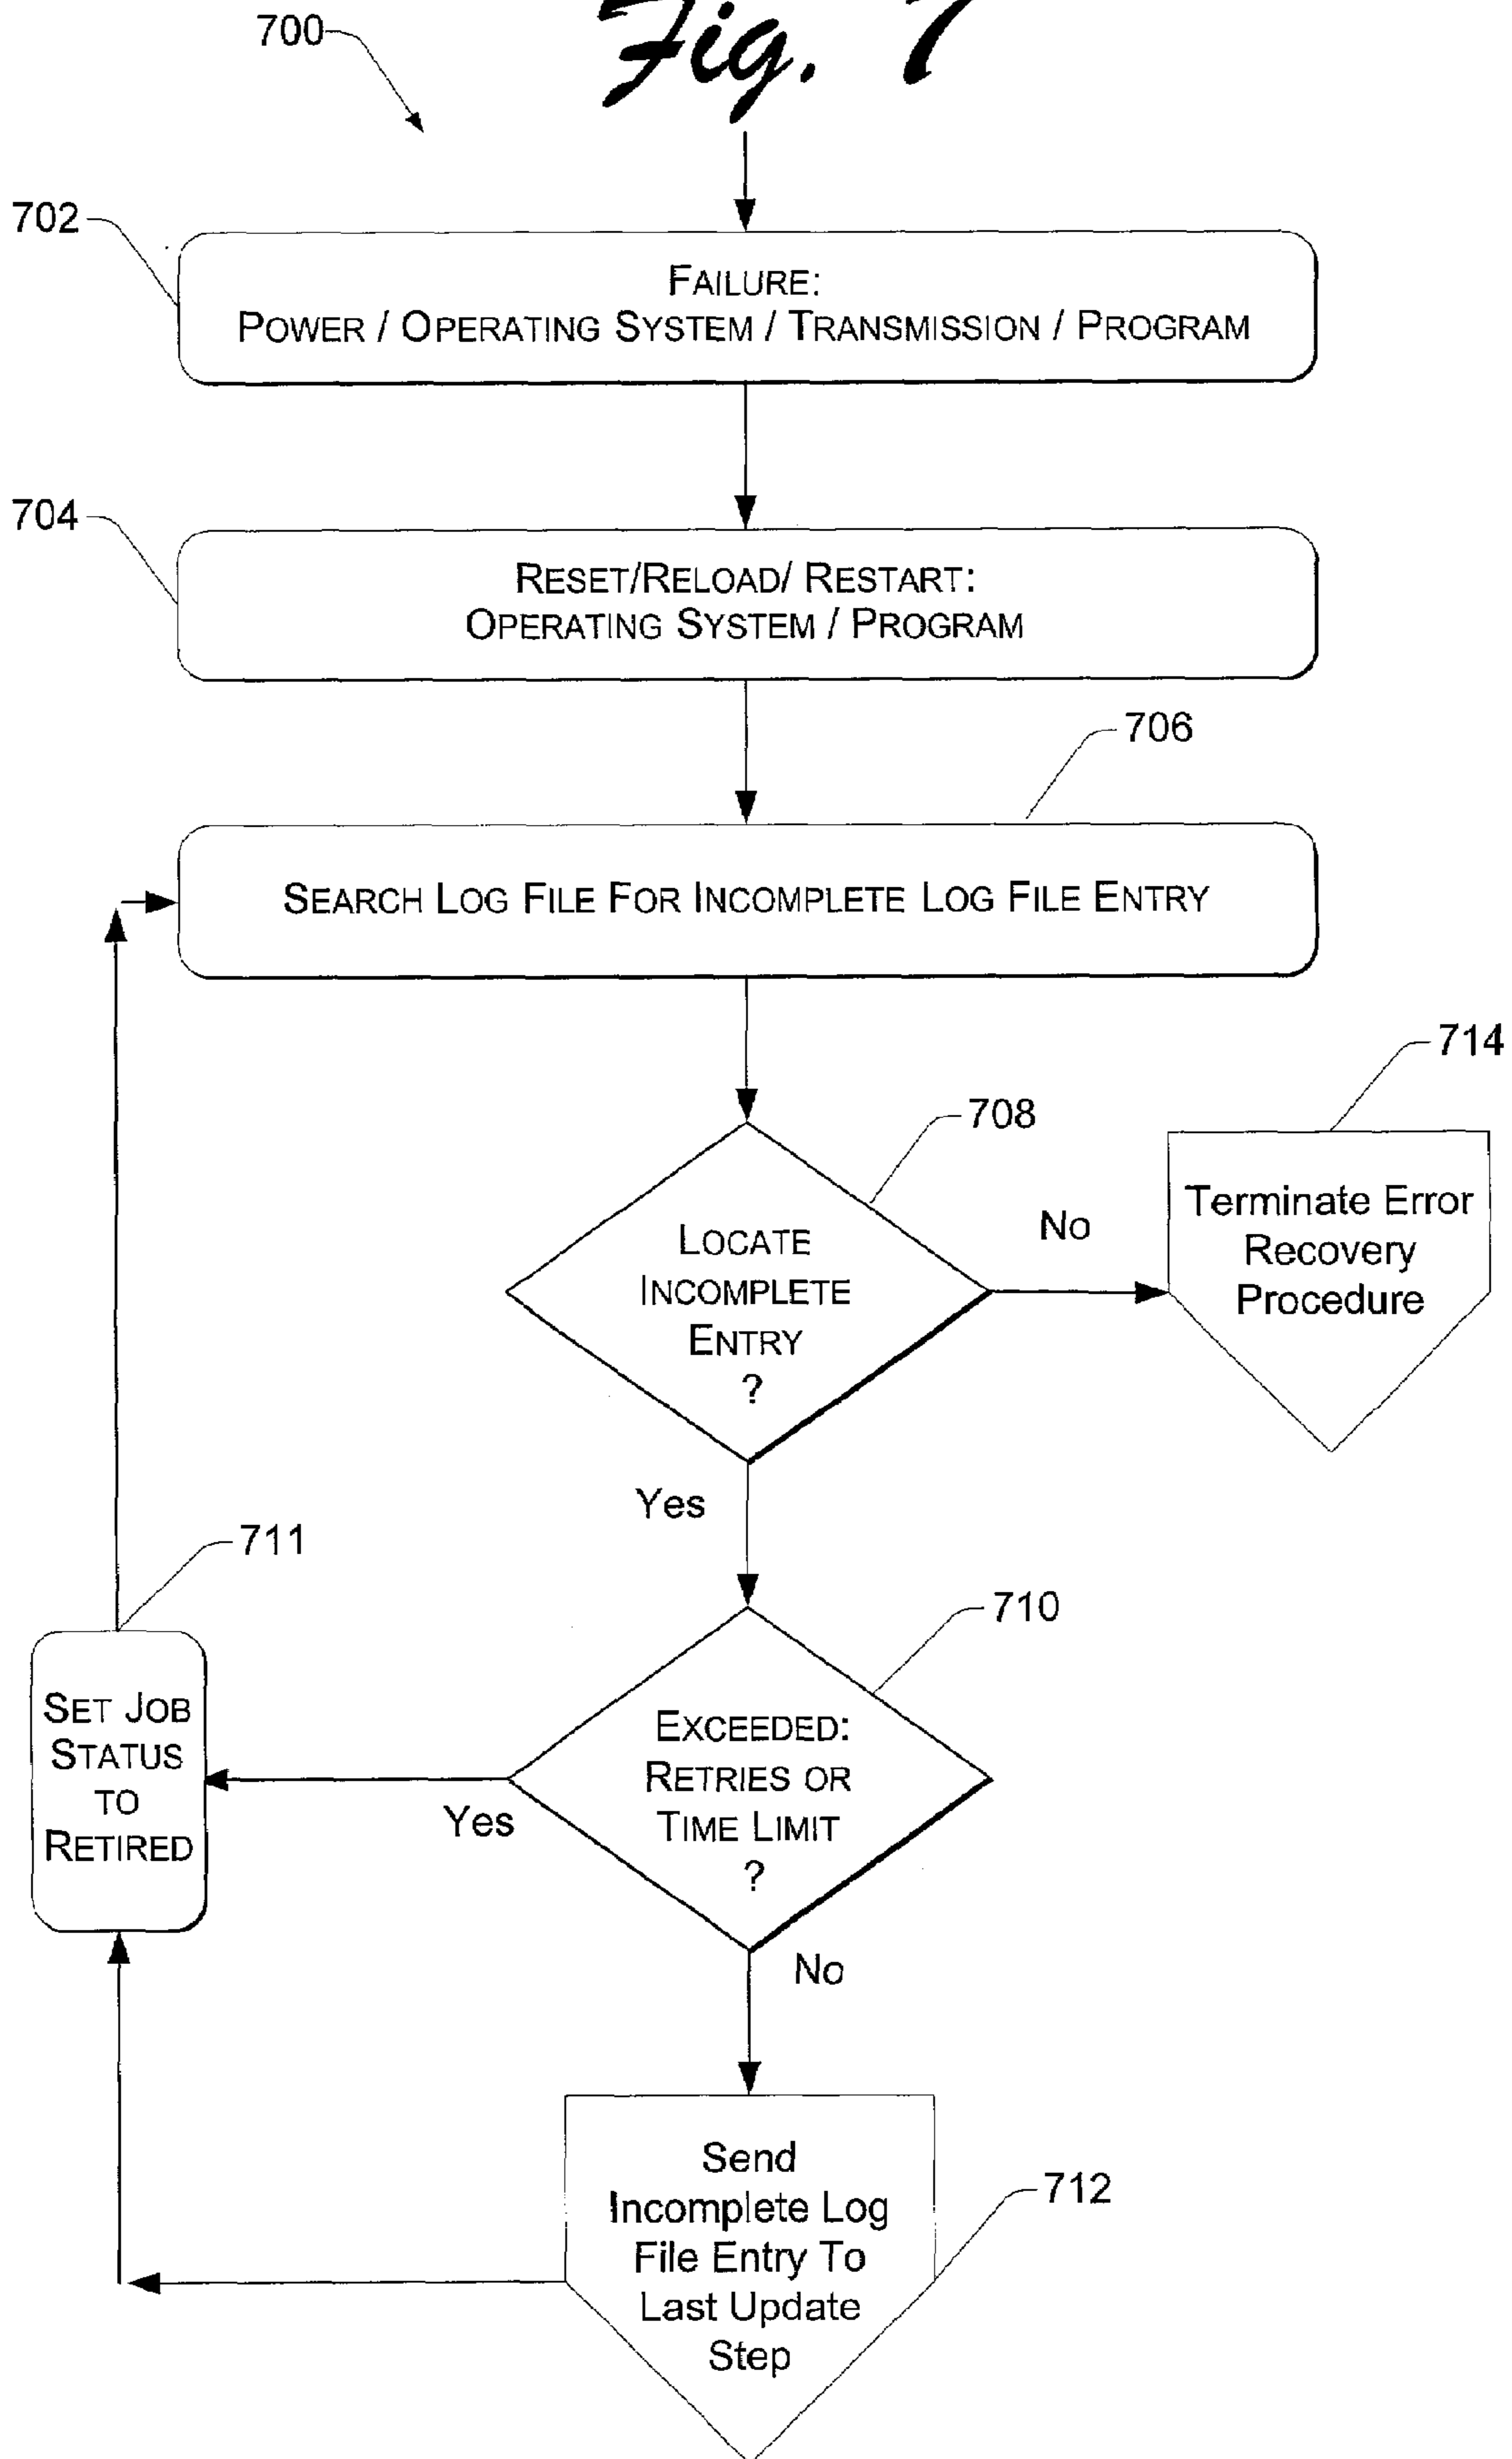 700
Fig. 7
702
FAILURE:
POWER / OPERATING SYSTEM / TRANSMISSION / PROGRAM
704
RESET/RELOAD/ RESTART:
OPERATING SYSTEM / PROGRAM
706
SEARCH LOG FILE FOR INCOMPLETE LOG FILE ENTRY
714
708
LOCATE
INCOMPLETE
ENTRY
?
No
Terminate Error
Recovery
Procedure
Yes
711
710
SET JOB
STATUS
TO
RETIRED
EXCEEDED:
RETRIES OR
TIME LIMIT
?
Yes
No
712
Send
Incomplete Log
File Entry To
Last Update
Step